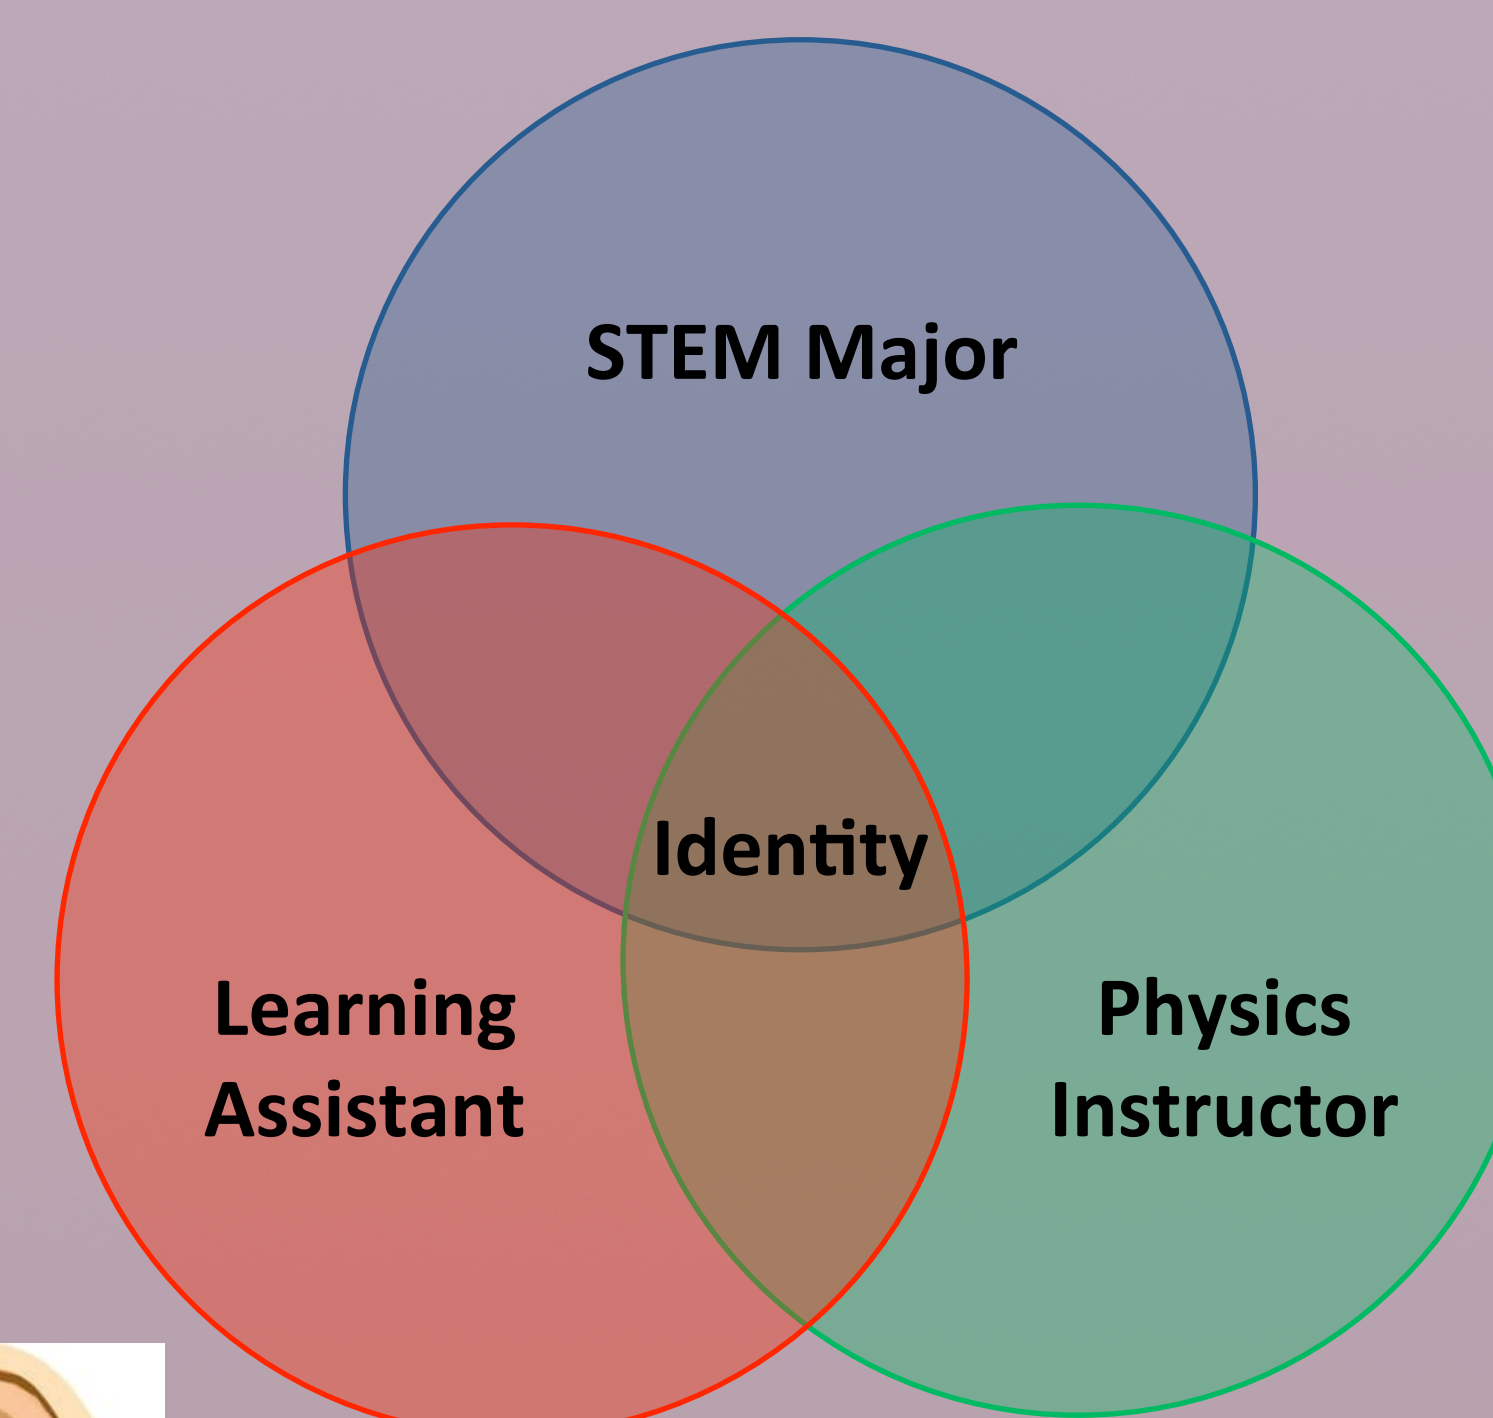 STEM Major
Identity
Learning
Assistant
Physics
Instructor